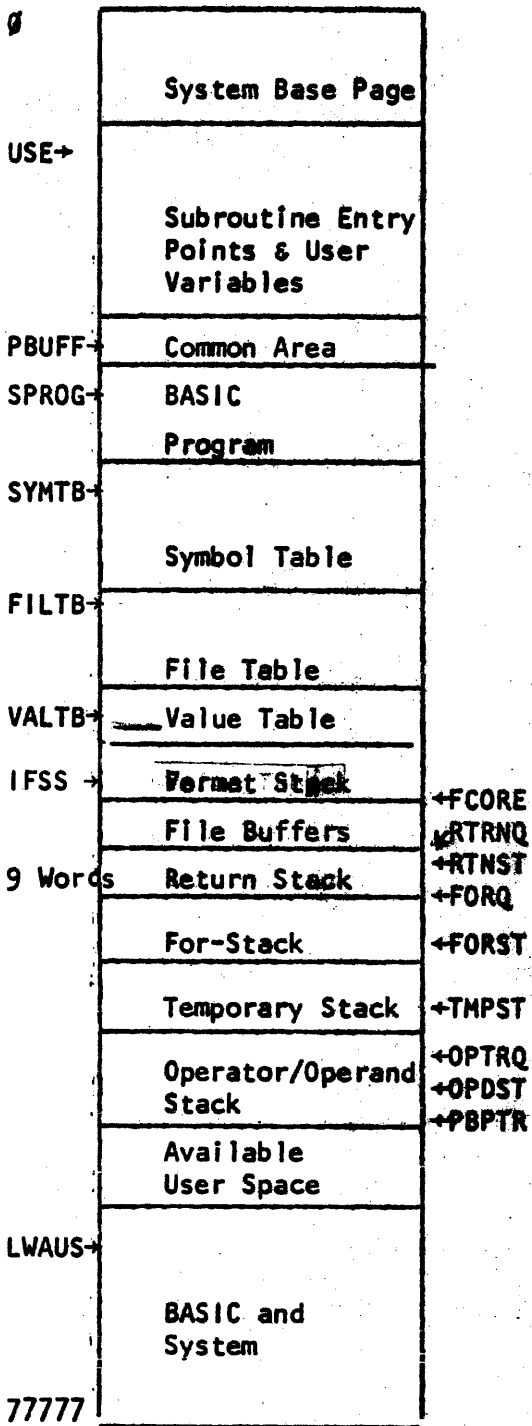 Ø
System Base Page
USE→
Subroutine Entry
Points & User
Variables
PBUFF→ Common Area
SPROG→ BASIC
Program
SYMTB→
Symbol Table
FILTB→
File Table
VALTB→ Value Table
IFSS → Format Stack
←FCORE
File Buffers ←RTRNQ
←RTNST
9 Words Return Stack
←FORQ
For-Stack ←FORST
Temporary Stack ←TMPST
←OPTRQ
Operator/Operand
←OPDST
Stack
←PBPTR
Available
User Space
LWAUS→
BASIC and
System
77777